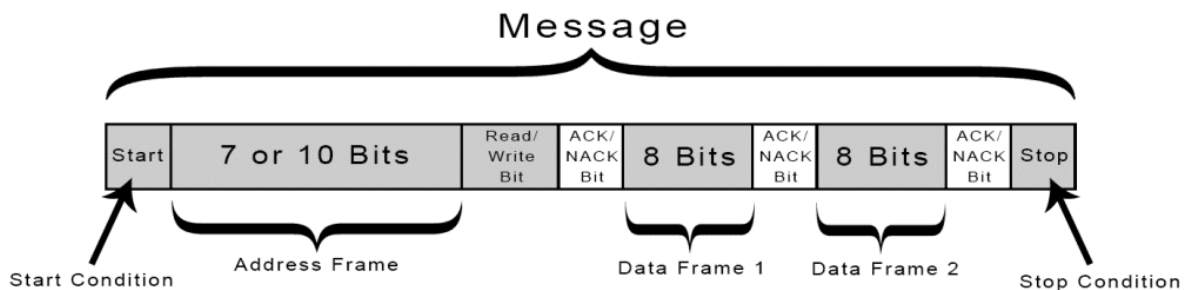 Message
Start
7 or 10 Bits
Read/
Write
Bit
ACK/
NACK
Bit
8 Bits
ACK/
NACK
Bit
8 Bits
ACK/
NACK
Bit
Stop
Start Condition
Address Frame
Data Frame 1
Data Frame 2
Stop Condition